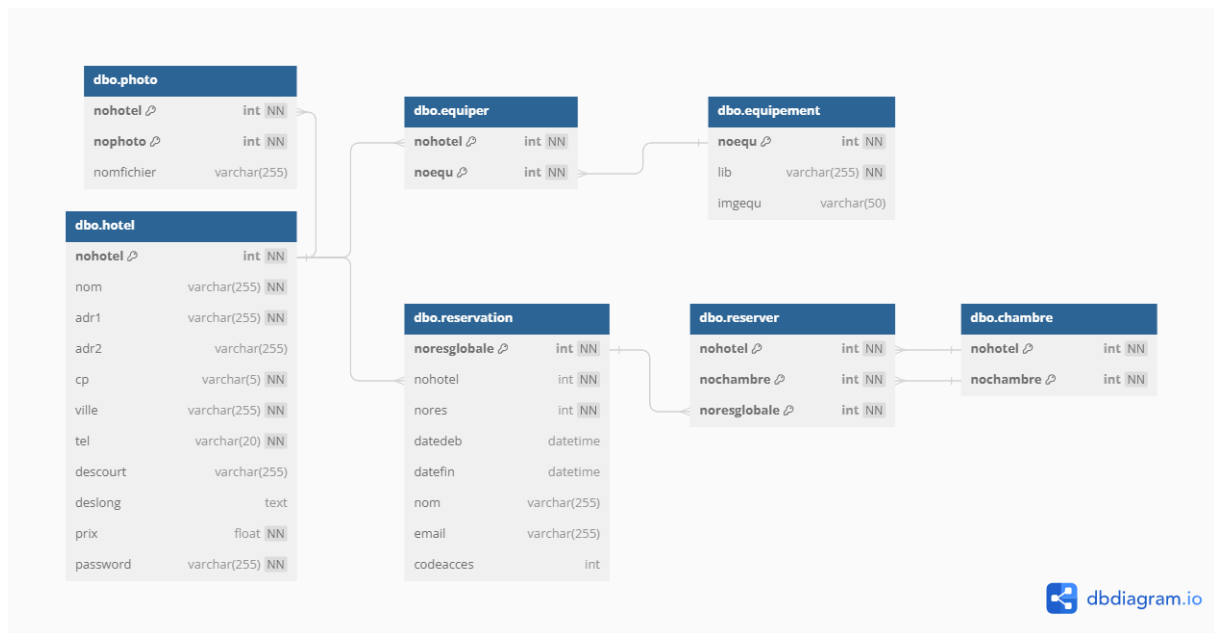 dbo.photo
nohotel int NN
nophoto int NN
nomfichier varchar(255)
dbo.equiper
nohotel int NN
noequ int NN
dbo.equipement
noequ int NN
lib varchar(255) NN
imgequ varchar(50)
dbo.hotel
nohotel int NN
nom varchar(255) NN
adr1 varchar(255) NN
adr2 varchar(255)
cp varchar(5) NN
ville varchar(255) NN
tel varchar(20) NN
descourt varchar(255)
deslong text
prix float NN
password varchar(255) NN
dbo.reservation
noresglobale int NN
nohotel int NN
nores int NN
datedeb datetime
datefin datetime
nom varchar(255)
email varchar(255)
codeacces int
dbo.reserver
nohotel int NN
nochambre int NN
noresglobale int NN
dbo.chambre
nohotel int NN
nochambre int NN
dbdiagram.io